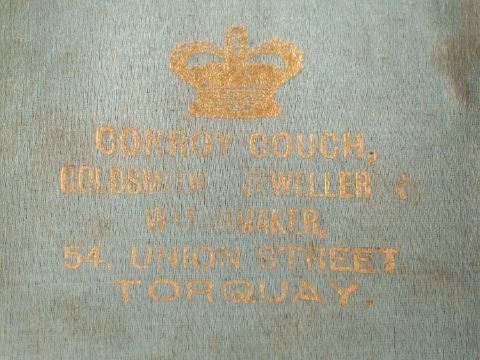 CONROY COUCH,
GOLDSMITH JEWELLER &
WATCHMAKER,
54, UNION STREET
TORQUAY.